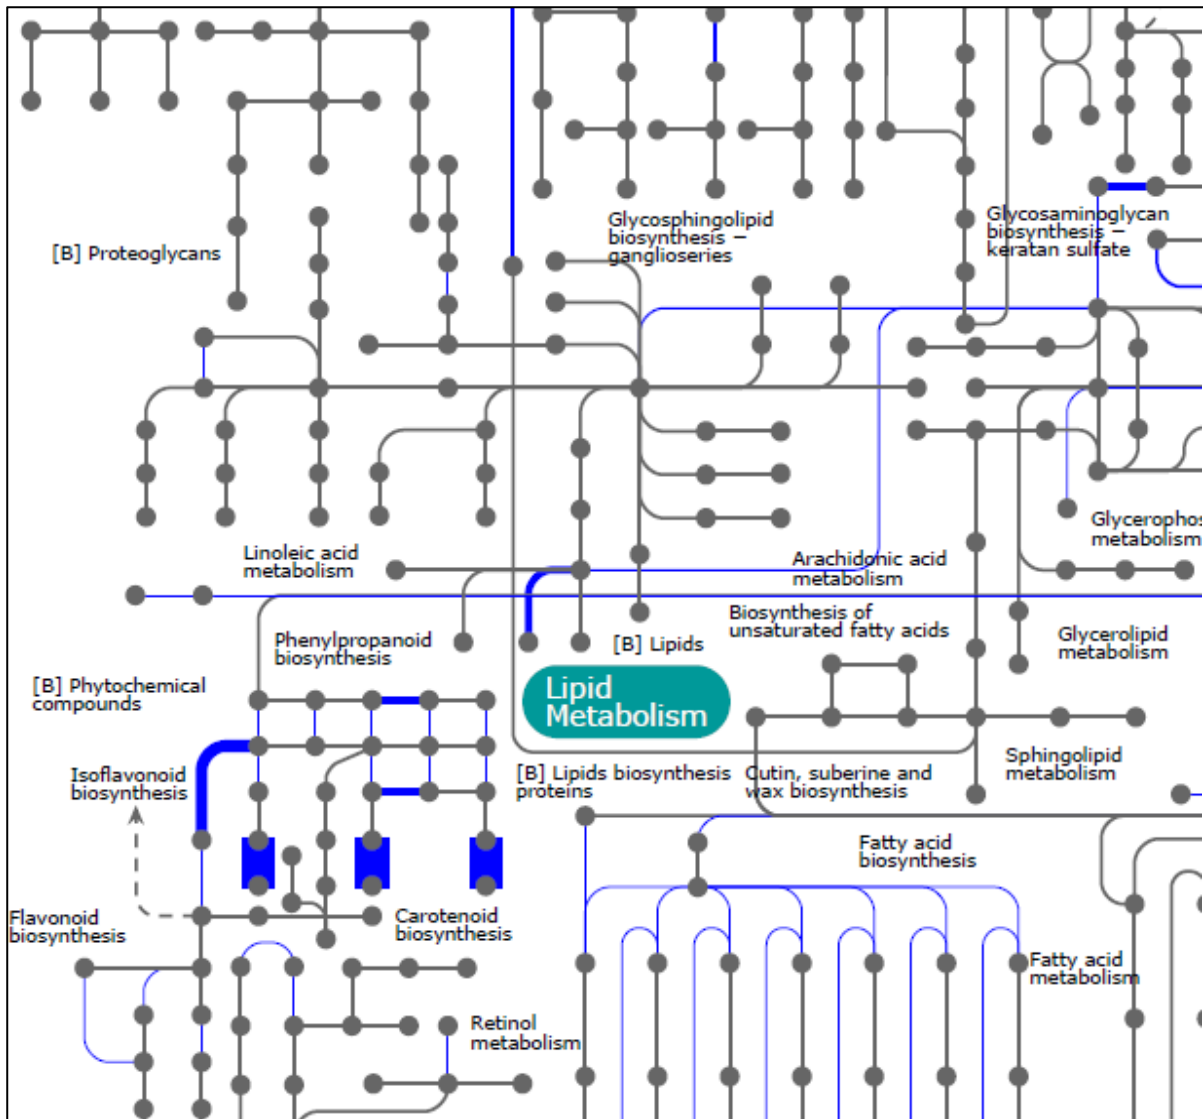 Glycosphingolipid
biosynthesis –
ganglioseries
Glycosaminoglycan
biosynthesis –
keratan sulfate
[B] Proteoglycans
Linoleic acid
metabolism
Arachidonic acid
metabolism
Glycerophos
metabolism
Phenylpropanoid
biosynthesis
[B] Lipids
Biosynthesis of
unsaturated fatty acids
Glycerolipid
metabolism
[B] Phytochemical
compounds
Lipid
Metabolism
Isoflavonoid
biosynthesis
[B] Lipids biosynthesis
proteins
Cutin, suberine and
wax biosynthesis
Sphingolipid
metabolism
Fatty acid
biosynthesis
Flavonoid
biosynthesis
Carotenoid
biosynthesis
Fatty acid
metabolism
Retinol
metabolism